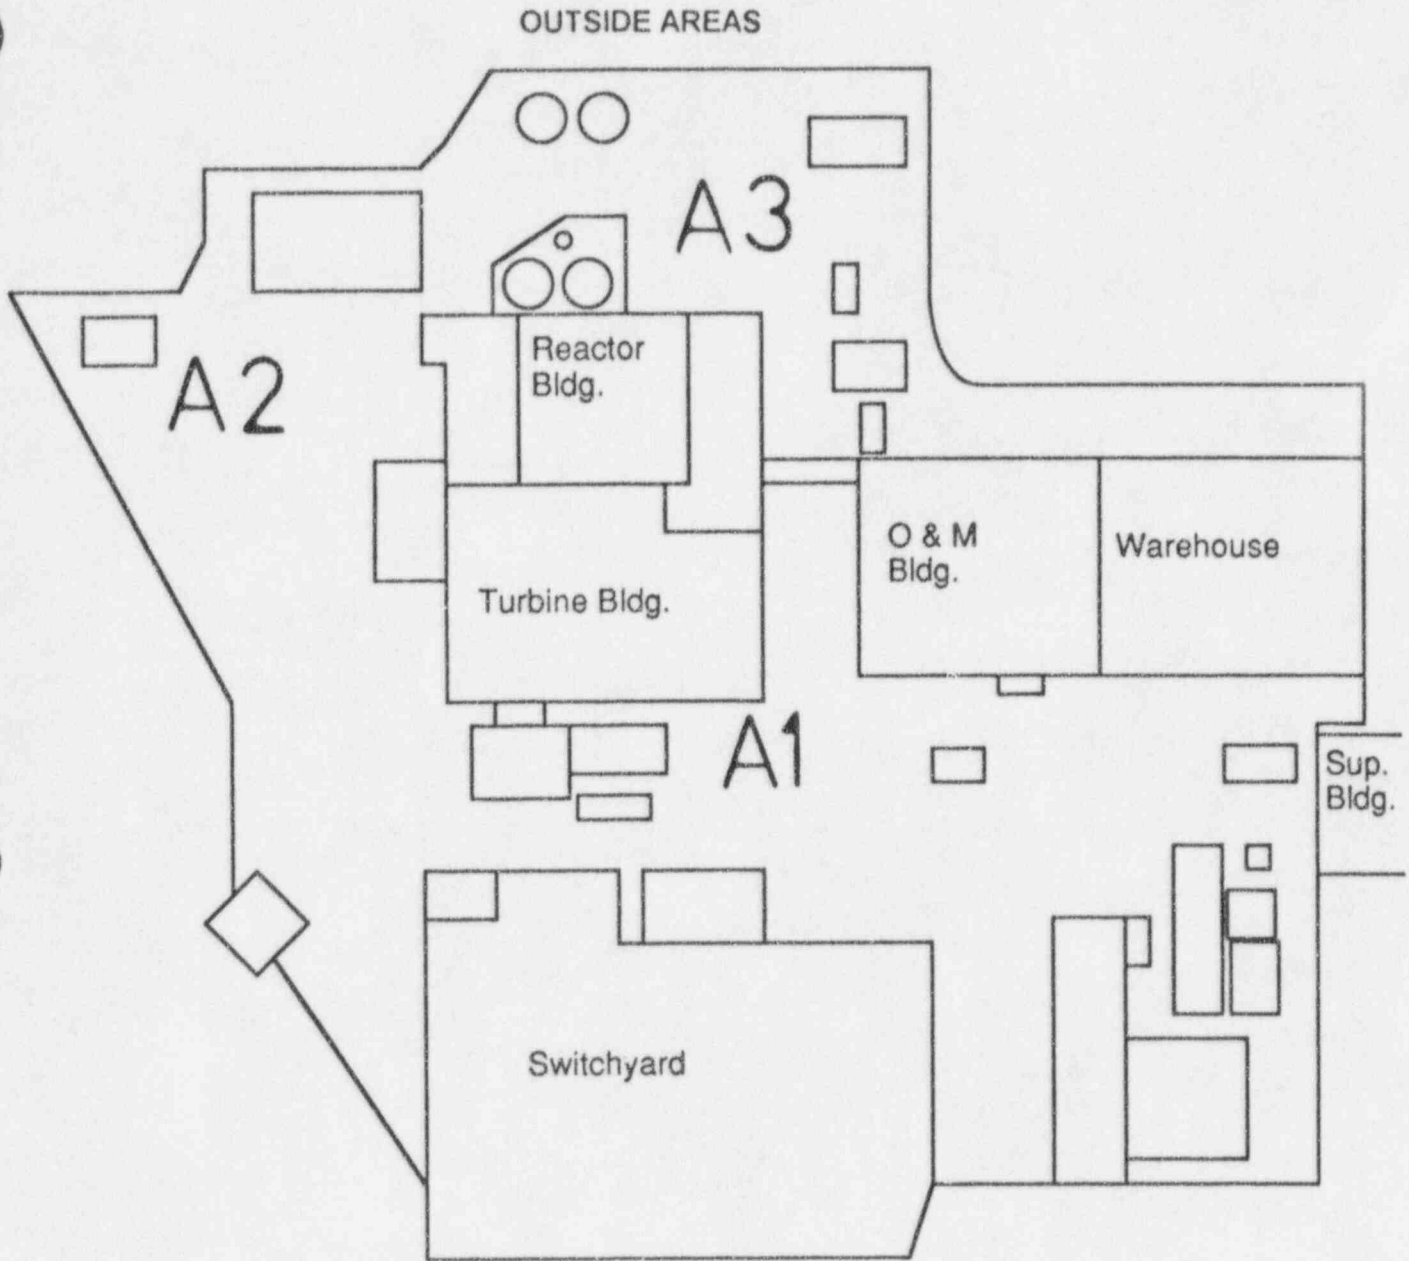 OUTSIDE AREAS
A3
Reactor
Bldg.
A2
O & M
Bldg.
Warehouse
Turbine Bldg.
A1
Sup.
Bldg.
Switchyard